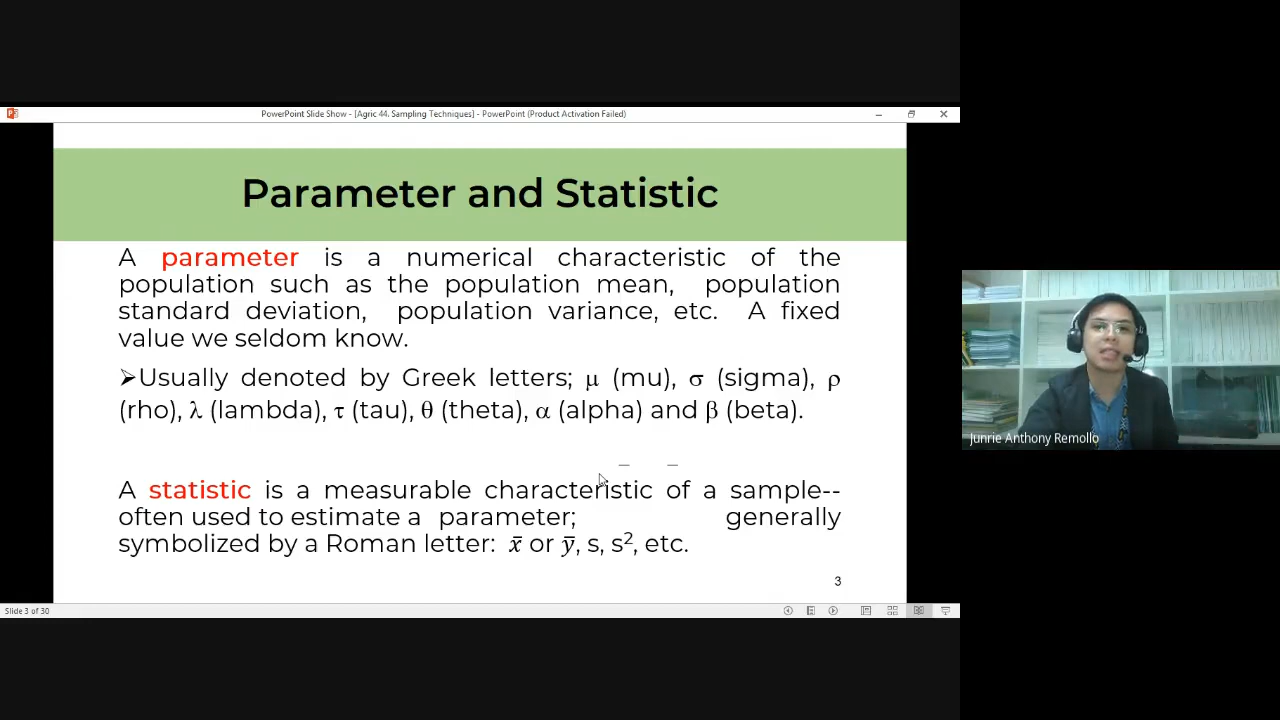 PowerPoint Slide Show - [Agric 44. Sampling Techniques] - PowerPoint (Product Activation Failed)
Parameter and Statistic
A parameter is a numerical characteristic of the
population such as the population mean, population
standard deviation, population variance, etc. A fixed
value we seldom know.
➢Usually denoted by Greek letters; μ (mu), σ (sigma), ρ
(rho), λ (lambda), τ (tau), θ (theta), α (alpha) and β (beta).
A statistic is a measurable characteristic of a sample--
often used to estimate a parameter; generally
symbolized by a Roman letter: x̄ or ȳ, s, s², etc.
3
Slide 3 of 30
Junrie Anthony Remollo